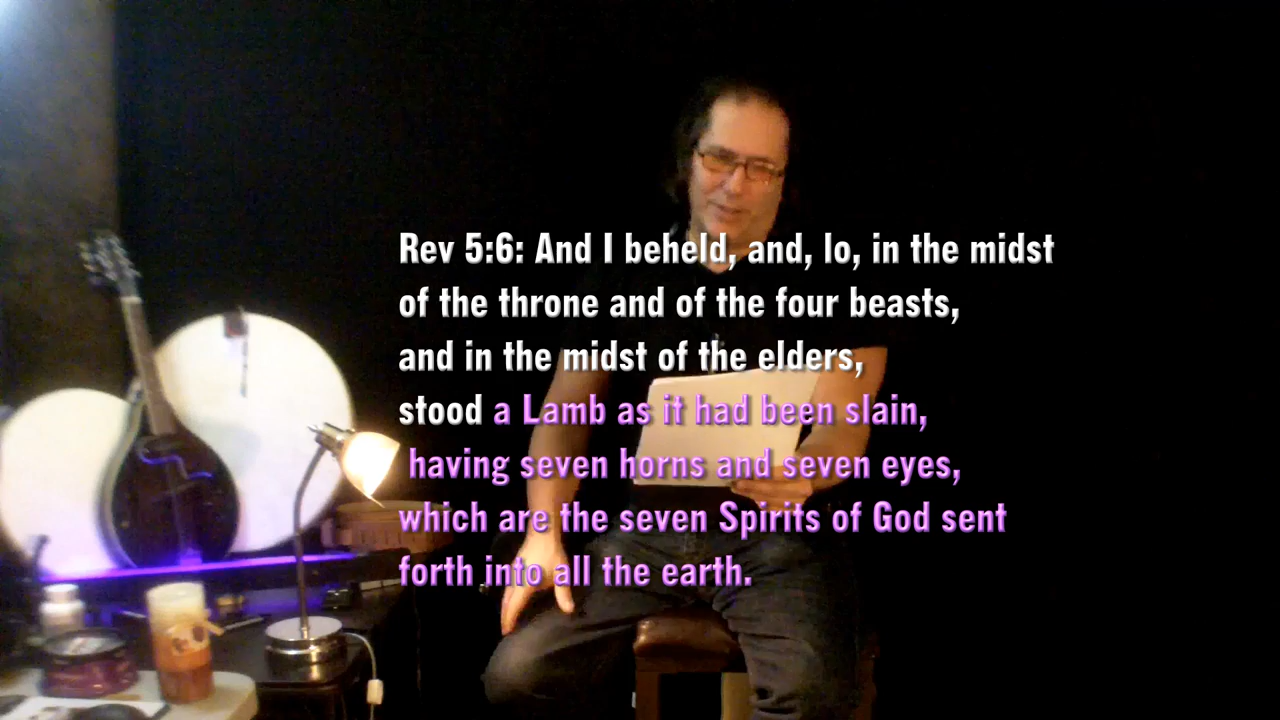 Rev 5:6: And I beheld, and, lo, in the midst
of the throne and of the four beasts,
and in the midst of the elders,
stood a Lamb as it had been slain,
having seven horns and seven eyes,
which are the seven Spirits of God sent
forth into all the earth.